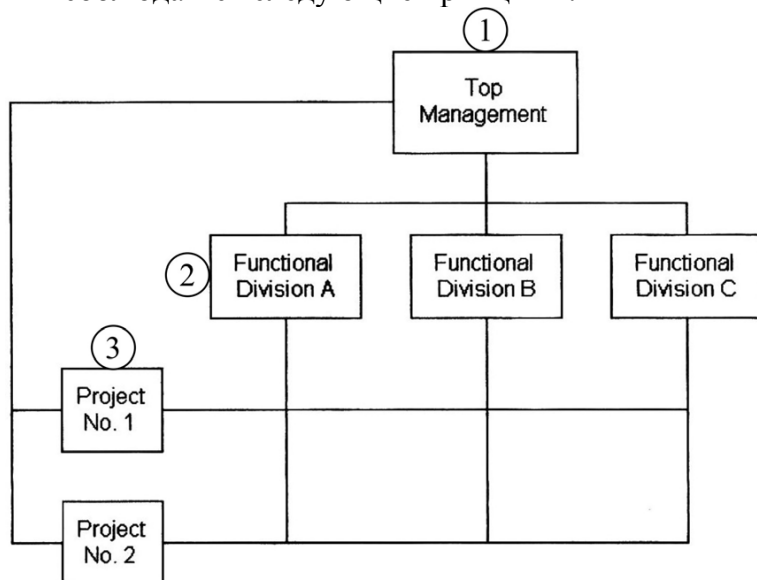 1
Top
Management
2
Functional
Division A
Functional
Division B
Functional
Division C
3
Project
No. 1
Project
No. 2